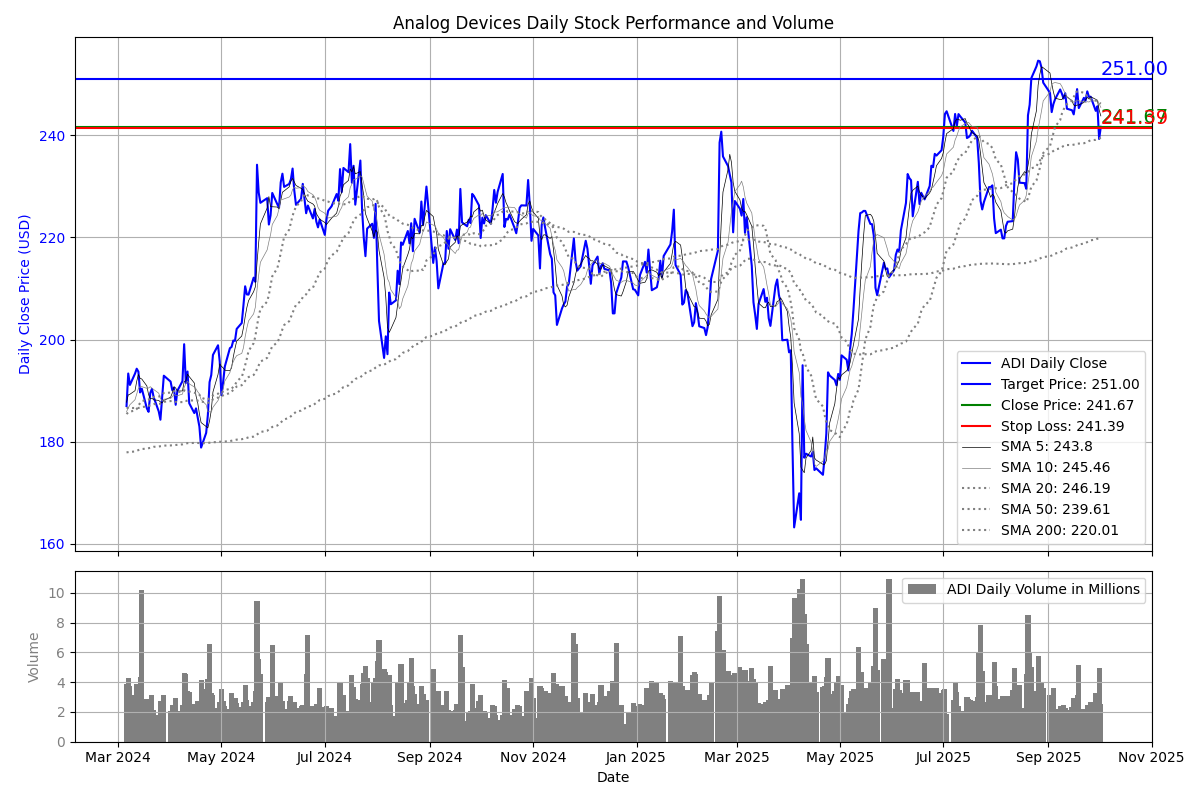 Analog Devices Daily Stock Performance and Volume
251.00
241.39
240
220
200
180
160
Daily Close Price (USD)
ADI Daily Close
Target Price: 251.00
Close Price: 241.67
Stop Loss: 241.39
SMA 5: 243.8
SMA 10: 245.46
SMA 20: 246.19
SMA 50: 239.61
SMA 200: 220.01
10
8
6
4
2
0
Volume
ADI Daily Volume in Millions
Mar 2024 May 2024 Jul 2024 Sep 2024 Nov 2024 Jan 2025 Mar 2025 May 2025 Jul 2025 Sep 2025 Nov 2025
Date